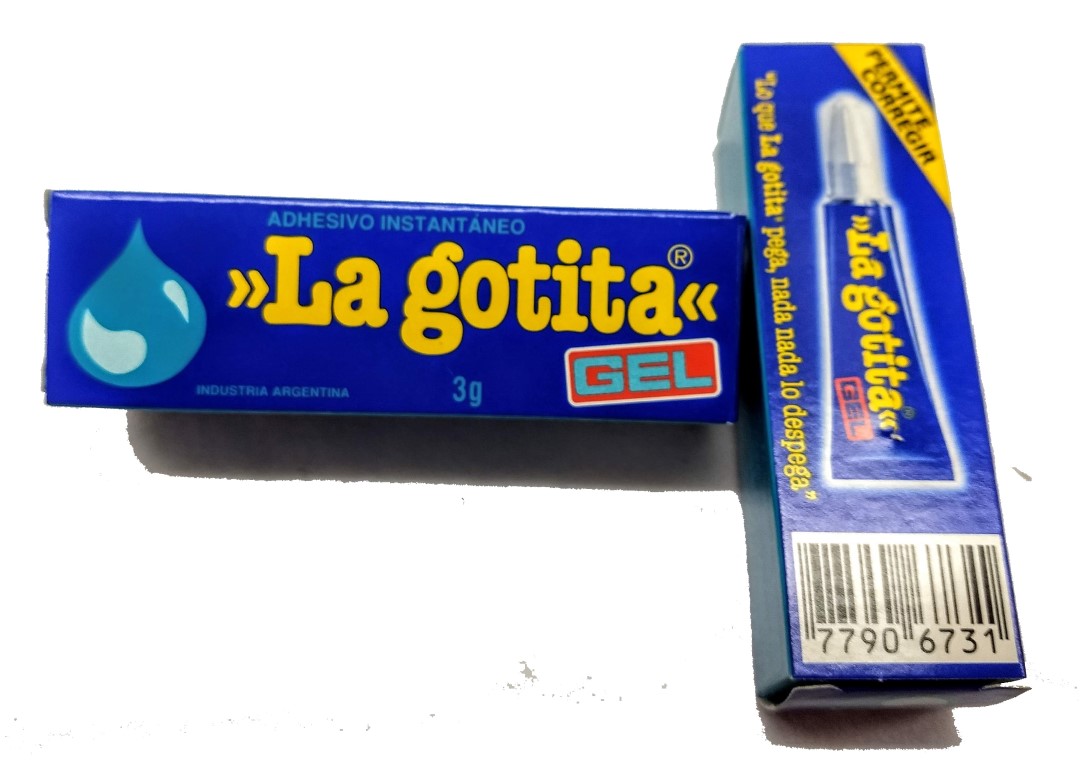 ADHESIVO INSTANTÁNEO
»La gotita«®
GEL
INDUSTRIA ARGENTINA
3g
PERMITE
CORREGIR
"Lo que La gotita® pega, nada nada lo despega."
»La gotita«®
GEL
7790 6731